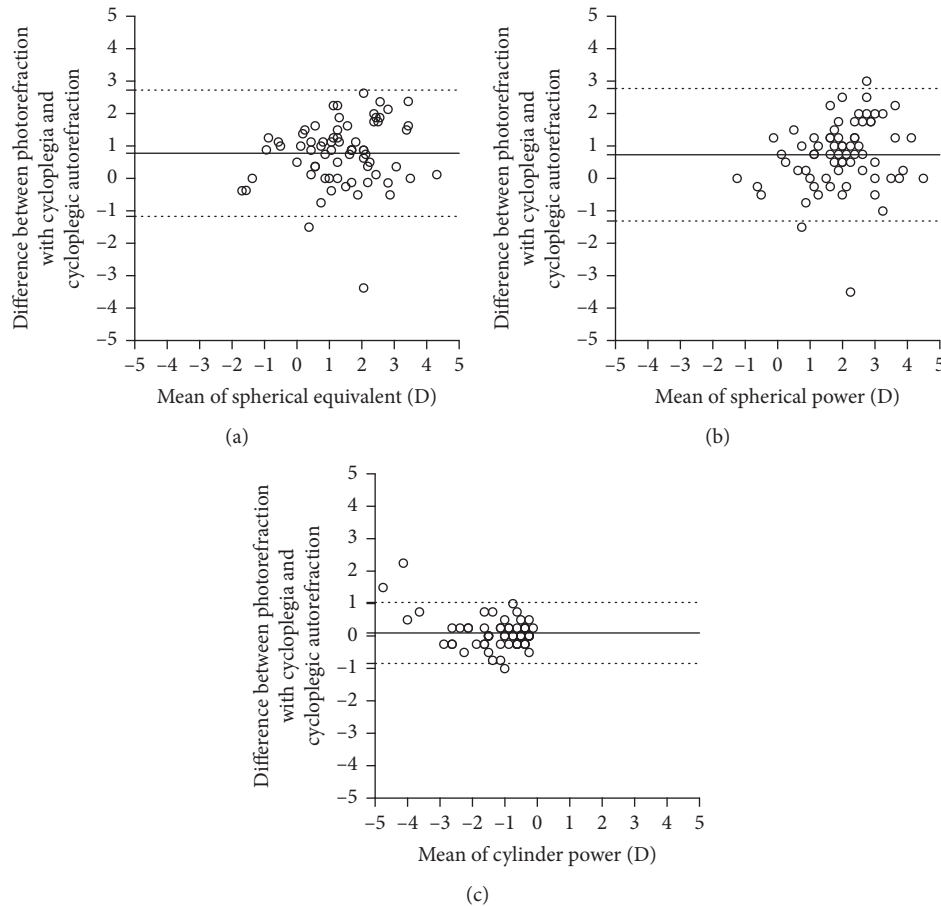 Difference between photorefraction
with cycloplegia and
cycloplegic autorefraction
5
4
3
2
1
0
−1
−2
−3
−4
−5
−5 −4 −3 −2 −1 0 1 2 3 4 5
Mean of spherical equivalent (D)
(a)
Difference between photorefraction
with cycloplegia and
cycloplegic autorefraction
5
4
3
2
1
0
−1
−2
−3
−4
−5
−5 −4 −3 −2 −1 0 1 2 3 4 5
Mean of spherical power (D)
(b)
Difference between photorefraction
with cycloplegia and
cycloplegic autorefraction
5
4
3
2
1
0
−1
−2
−3
−4
−5
−5 −4 −3 −2 −1 0 1 2 3 4 5
Mean of cylinder power (D)
(c)